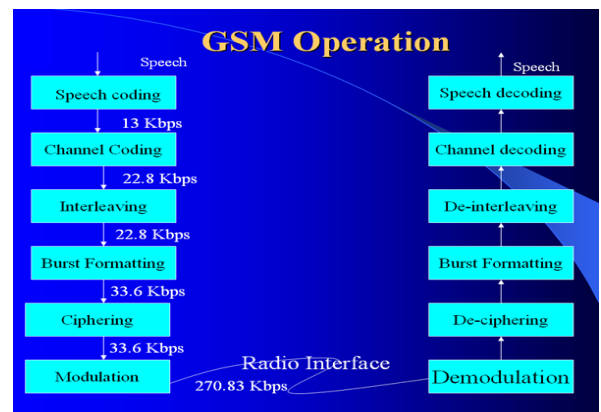 GSM Operation
Speech
Speech coding
13 Kbps
Channel Coding
22.8 Kbps
Interleaving
22.8 Kbps
Burst Formatting
33.6 Kbps
Ciphering
33.6 Kbps
Modulation
Radio Interface
270.83 Kbps
Speech
Speech decoding
Channel decoding
De-interleaving
Burst Formatting
De-ciphering
Demodulation